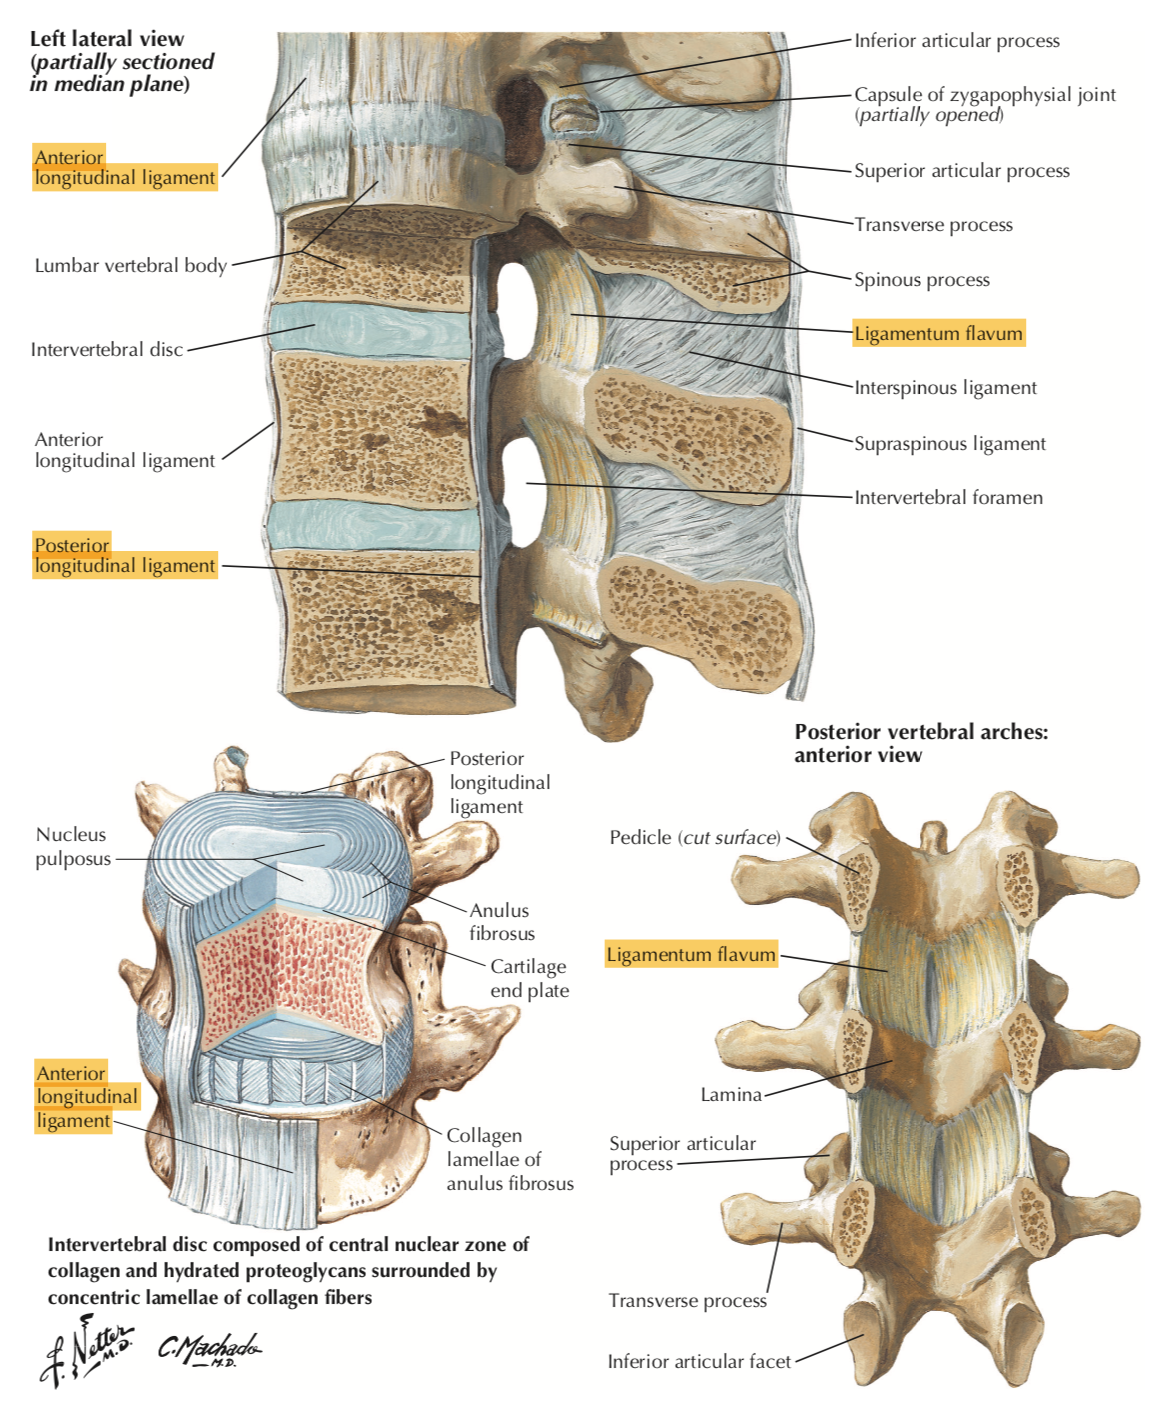 Left lateral view
(partially sectioned
in median plane)
Anterior
longitudinal ligament
Lumbar vertebral body
Intervertebral disc
Anterior
longitudinal ligament
Posterior
longitudinal ligament
Inferior articular process
Capsule of zygapophysial joint
(partially opened)
Superior articular process
Transverse process
Spinous process
Ligamentum flavum
Interspinous ligament
Supraspinous ligament
Intervertebral foramen
Posterior
longitudinal
ligament
Nucleus
pulposus
Anulus
fibrosus
Cartilage
end plate
Anterior
longitudinal
ligament
Collagen
lamellae of
anulus fibrosus
Intervertebral disc composed of central nuclear zone of
collagen and hydrated proteoglycans surrounded by
concentric lamellae of collagen fibers
F. Netter
M.D.
C. Machado
M.D.
Posterior vertebral arches:
anterior view
Pedicle (cut surface)
Ligamentum flavum
Lamina
Superior articular
process
Transverse process
Inferior articular facet